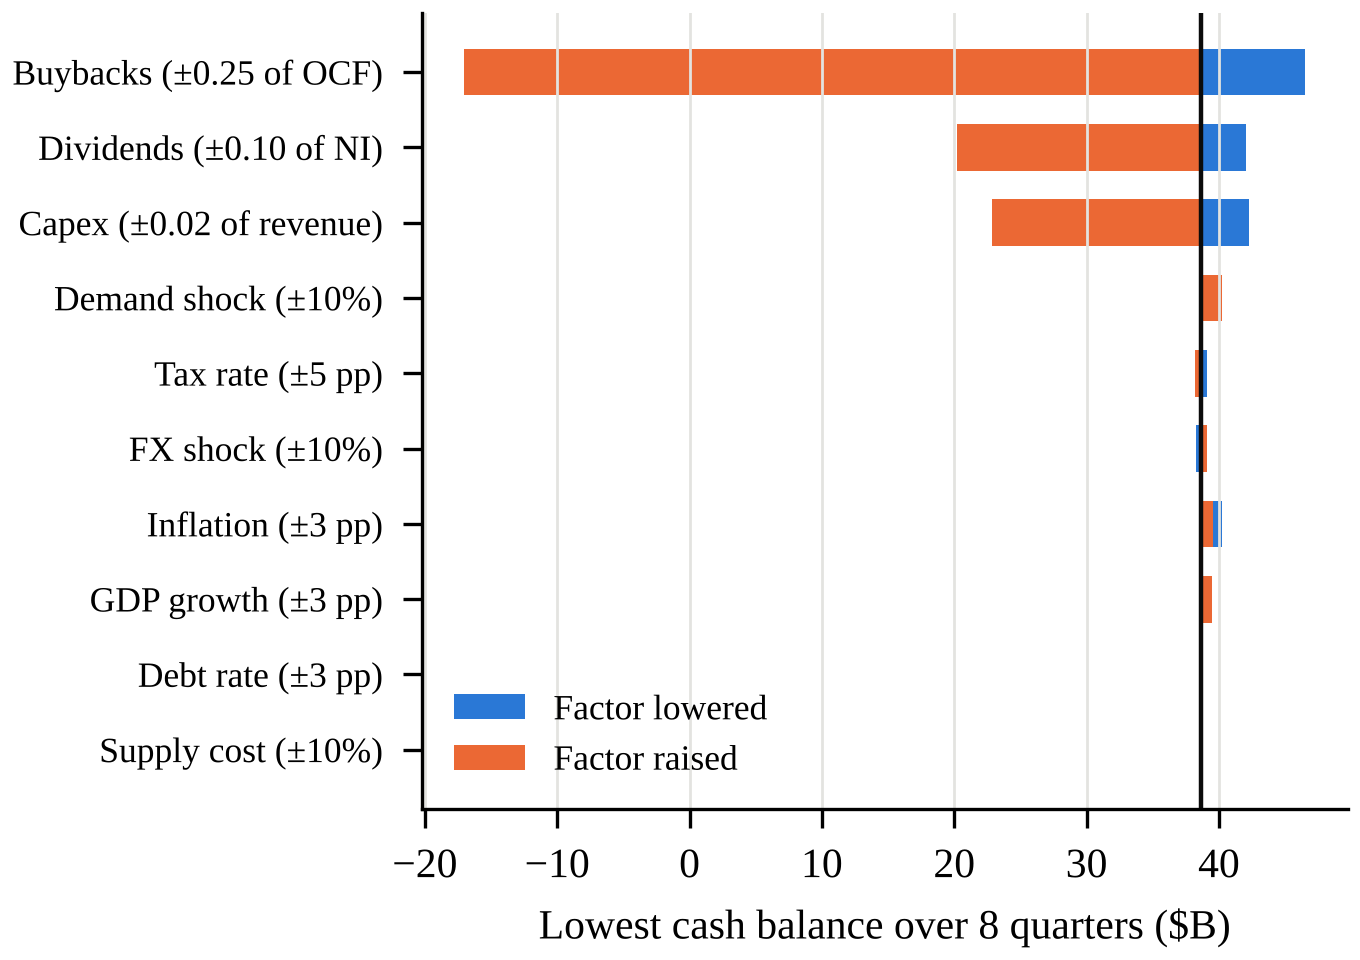 Buybacks (±0.25 of OCF)
Dividends (±0.10 of NI)
Capex (±0.02 of revenue)
Demand shock (±10%)
Tax rate (±5 pp)
FX shock (±10%)
Inflation (±3 pp)
GDP growth (±3 pp)
Debt rate (±3 pp)
Supply cost (±10%)
Factor lowered
Factor raised
−20 −10 0 10 20 30 40
Lowest cash balance over 8 quarters ($B)